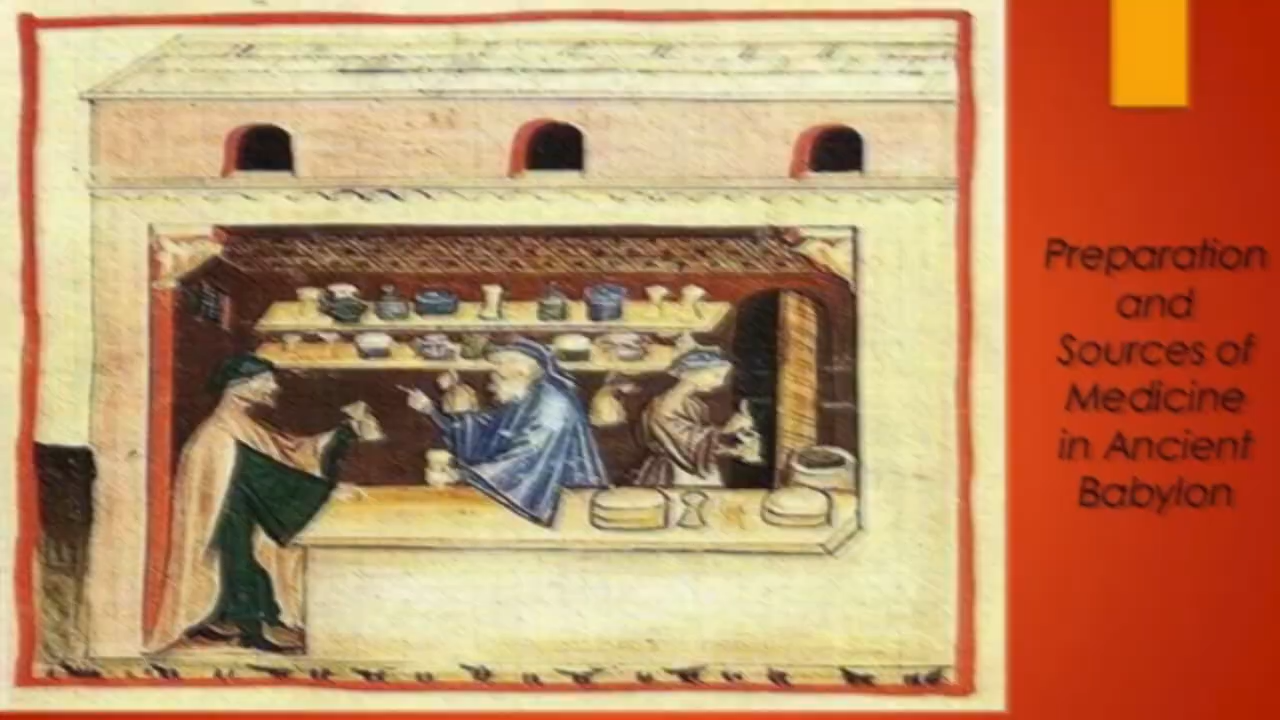 Preparation
and
Sources of
Medicine
in Ancient
Babylon